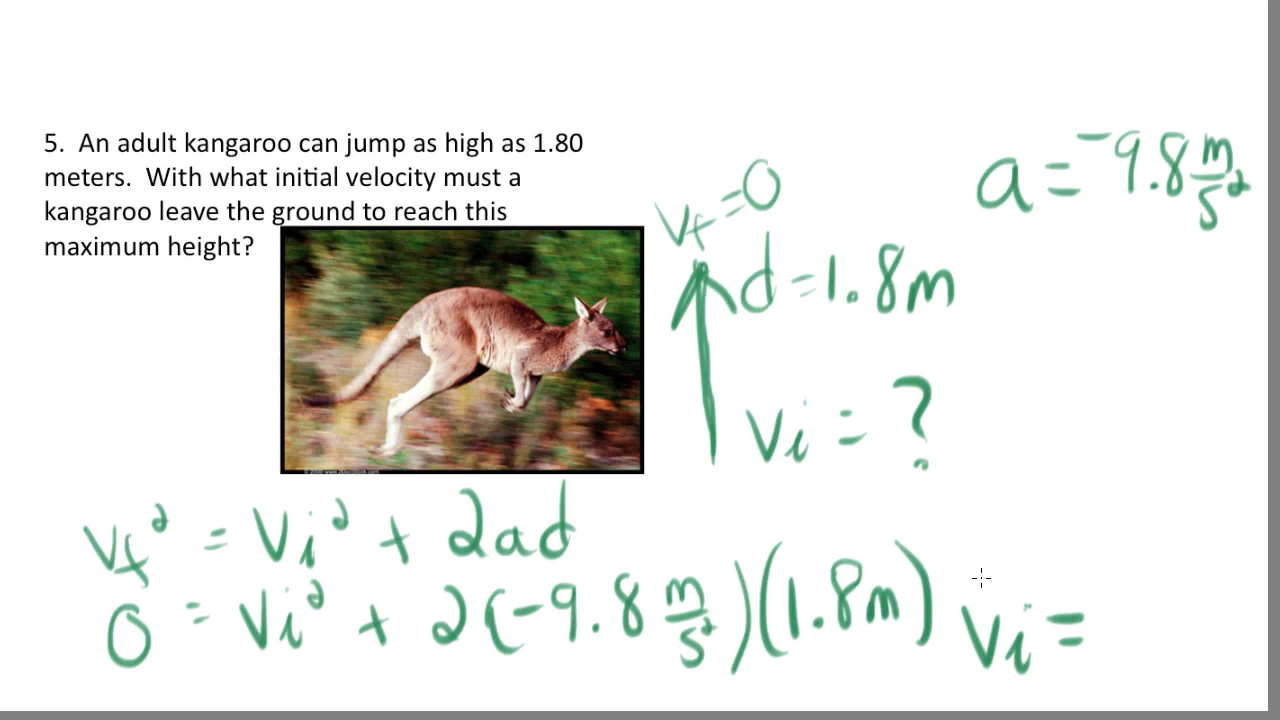 5. An adult kangaroo can jump as high as 1.80
meters. With what initial velocity must a
kangaroo leave the ground to reach this
maximum height?
a = -9.8 m/s²
vf = 0
d = 1.8m
vi = ?
vf² = vi² + 2ad
0 = vi² + 2(-9.8 m/s²)(1.8m)
vi =